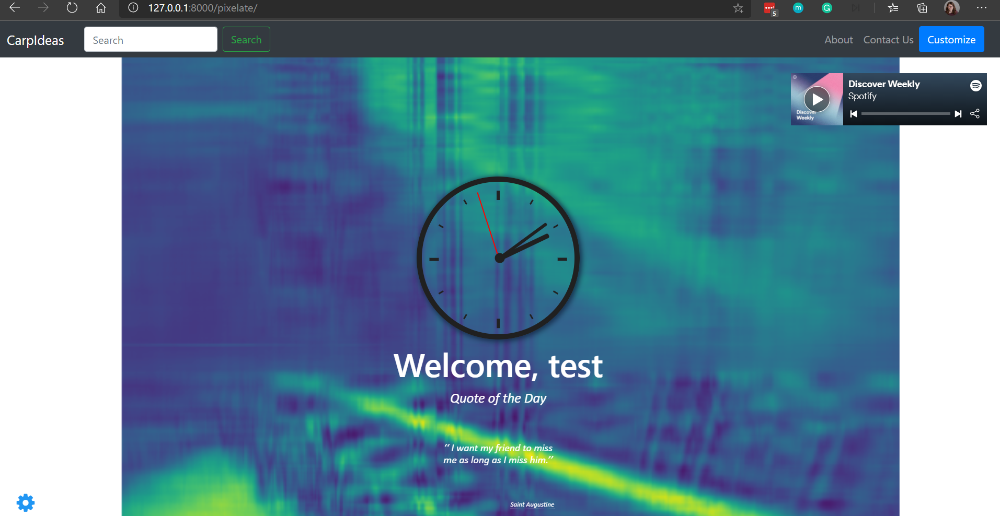 127.0.0.1:8000/pixelate/
5
m
G
CarpIdeas
Search
Search
About
Contact Us
Customize
Discover Weekly
Spotify
Discover
Weekly
Welcome, test
Quote of the Day
“ I want my friend to miss
me as long as I miss him.”
Saint Augustine